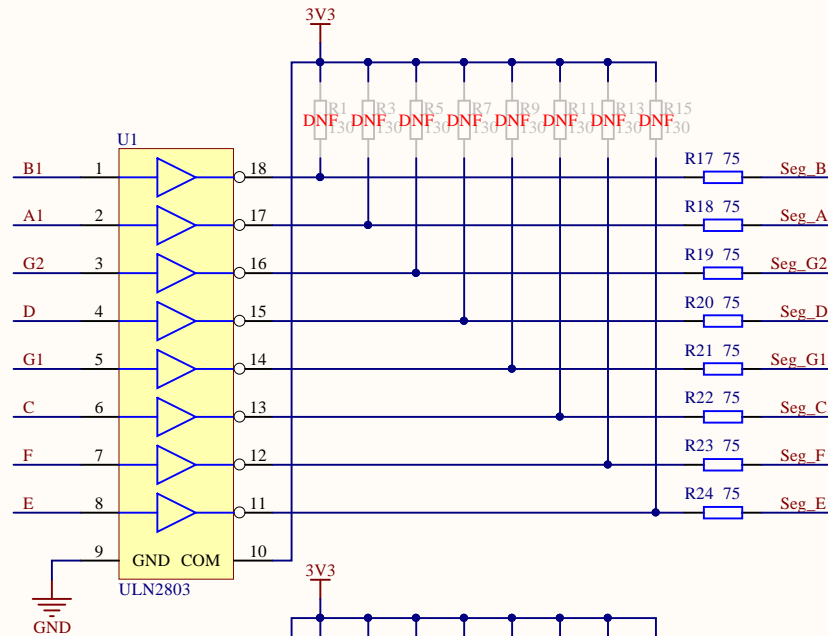 3V3
R1 R3 R5 R7 R9 R11 R13 R15
DNF DNF DNF DNF DNF DNF DNF DNF
130 130 130 130 130 130 130 130
U1
B1 1 18 R17 75 Seg_B
A1 2 17 R18 75 Seg_A
G2 3 16 R19 75 Seg_G2
D 4 15 R20 75 Seg_D
G1 5 14 R21 75 Seg_G1
C 6 13 R22 75 Seg_C
F 7 12 R23 75 Seg_F
E 8 11 R24 75 Seg_E
9 GND COM 10
ULN2803
GND
3V3